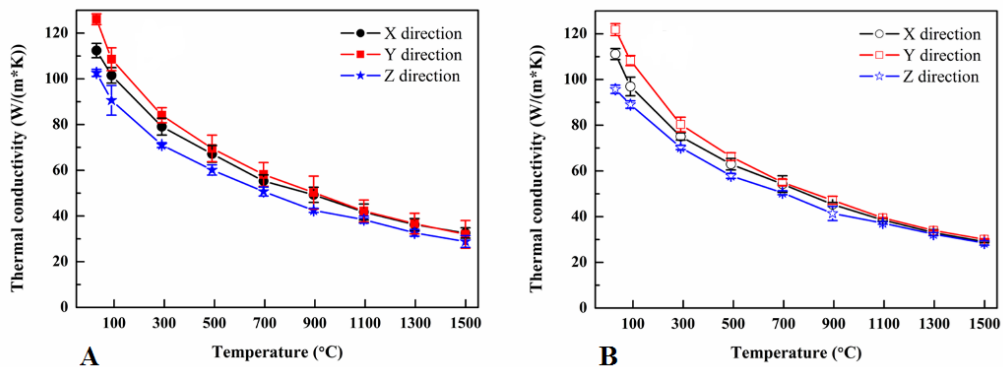 Thermal conductivity (W/(m*K))
120
100
80
60
40
20
0
X direction
Y direction
Z direction
100 300 500 700 900 1100 1300 1500
A
Temperature (°C)
Thermal conductivity (W/(m*K))
120
100
80
60
40
20
0
X direction
Y direction
Z direction
100 300 500 700 900 1100 1300 1500
B
Temperature (°C)